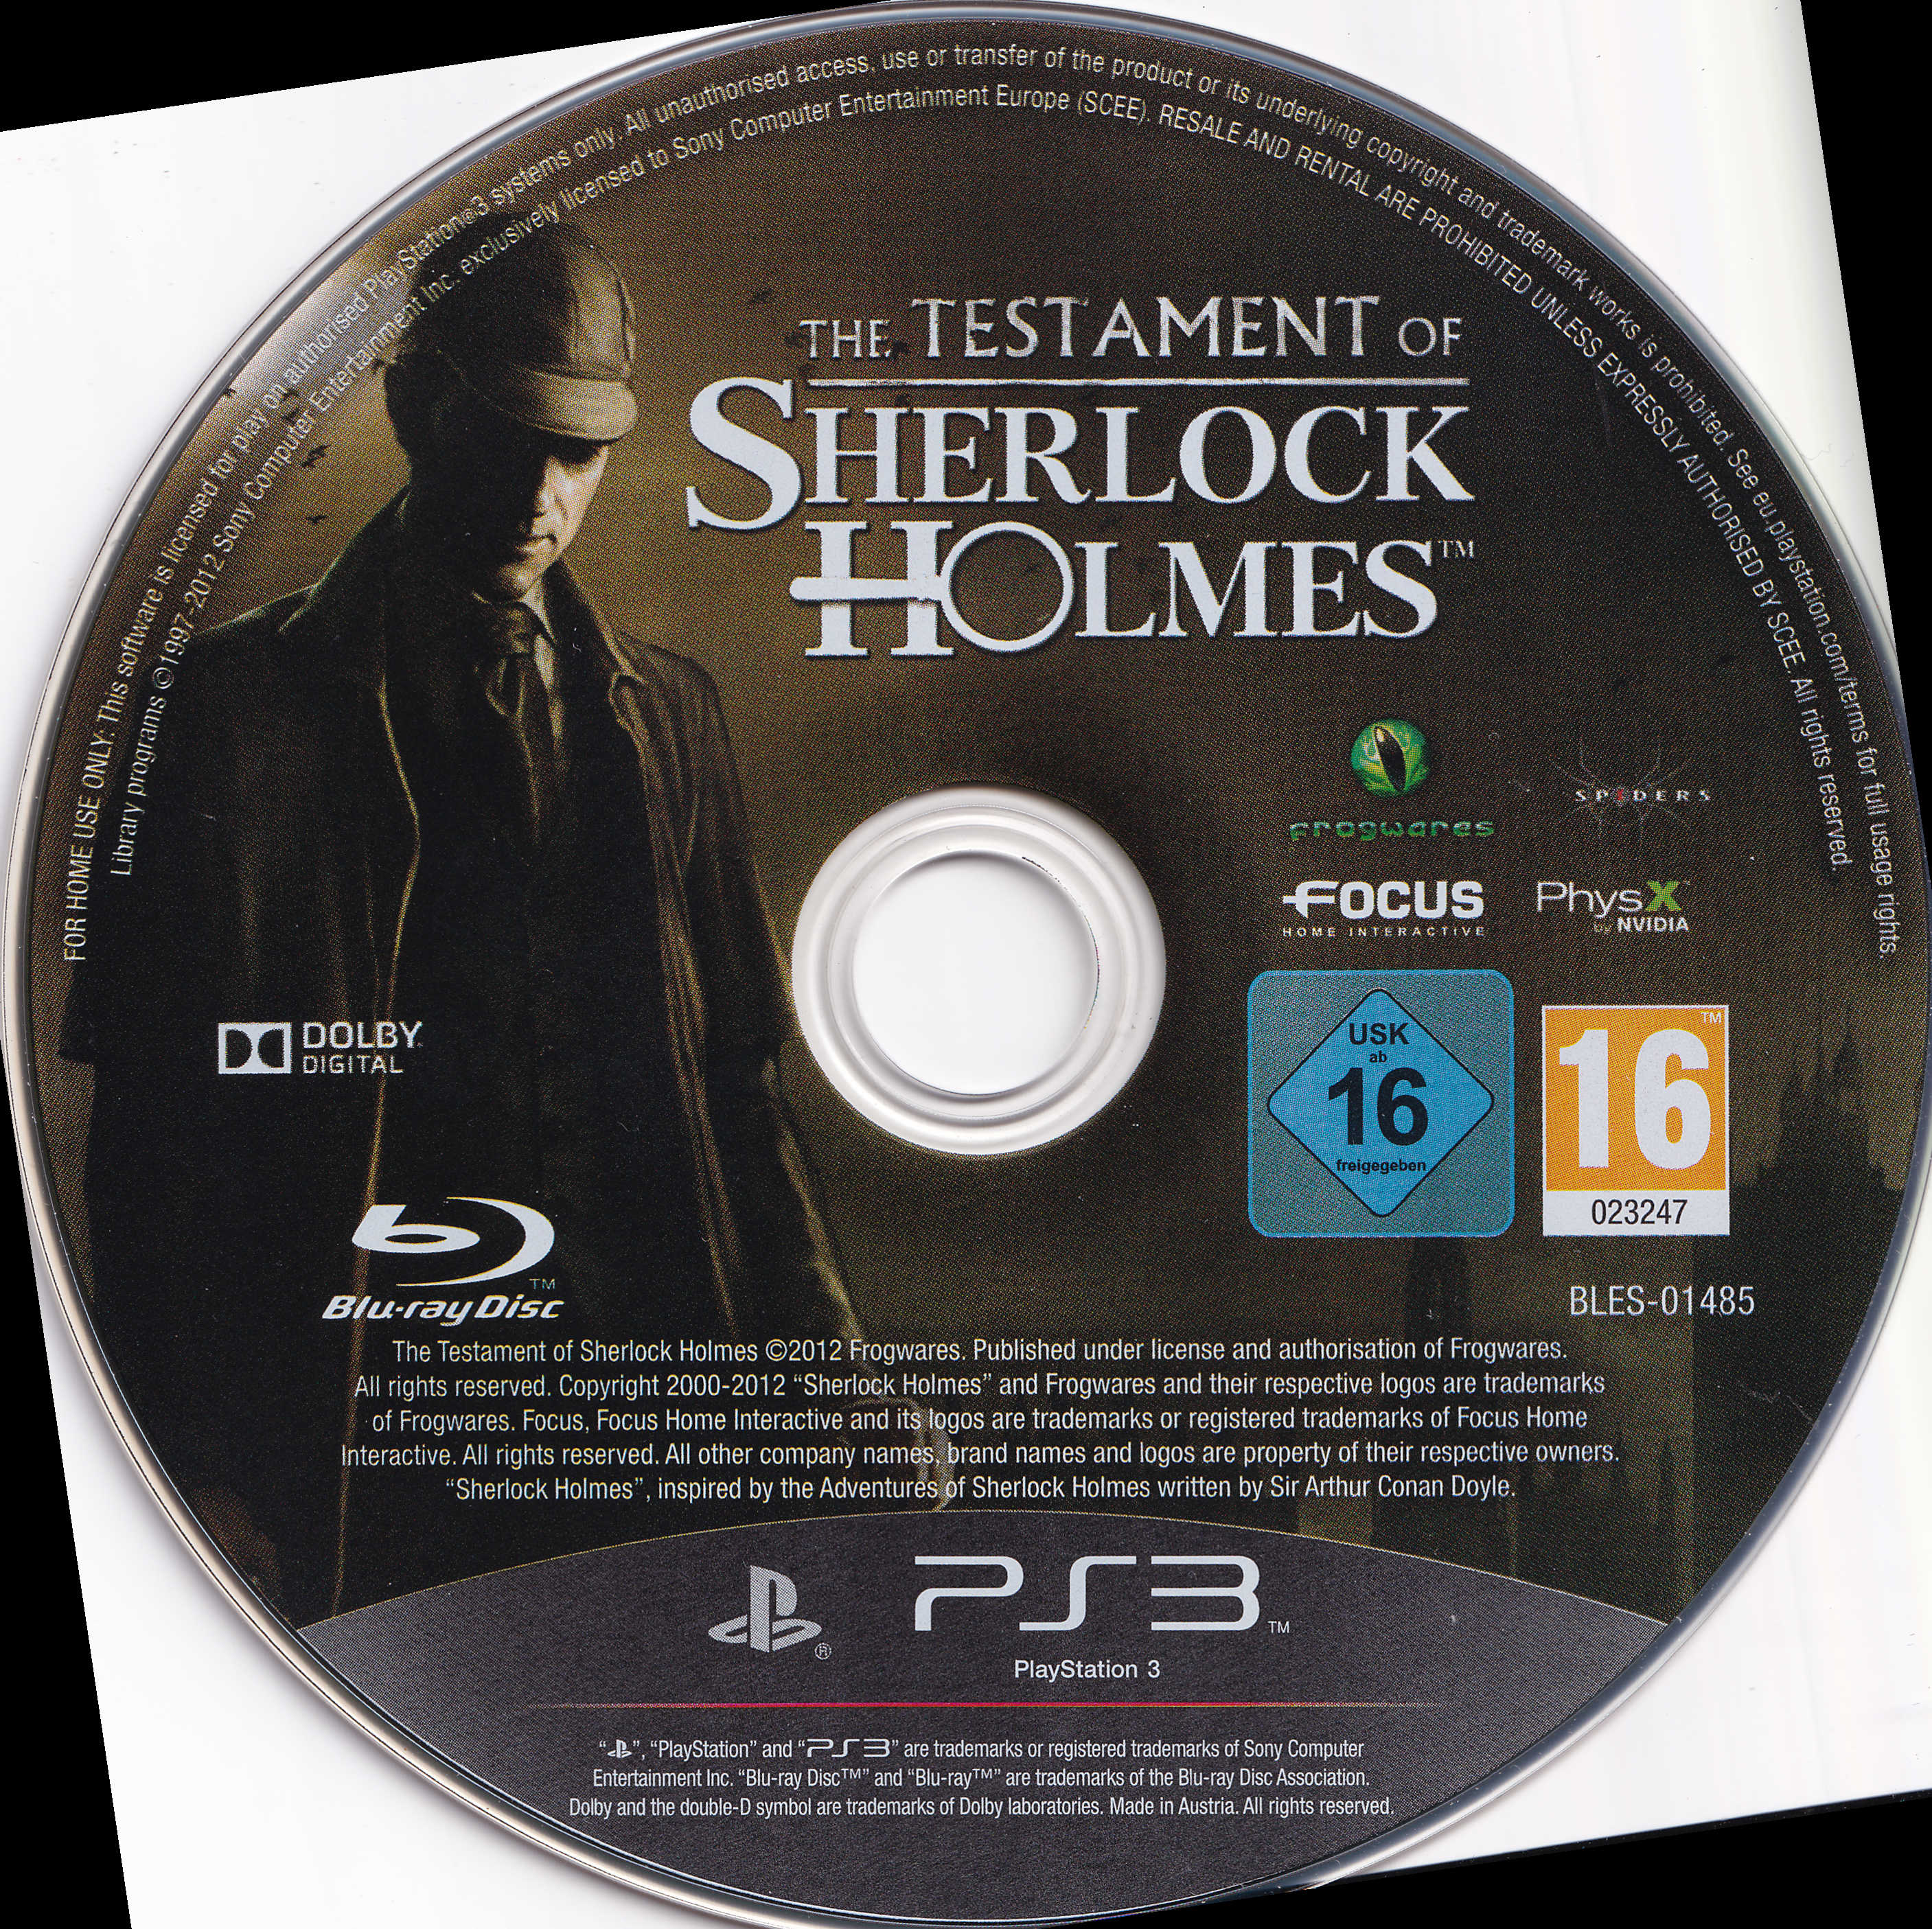 FOR HOME USE ONLY. This software is licensed for play on authorised PlayStation®3 systems only. All unauthorised access, use or transfer of the product or its underlying copyright and trademark works is prohibited. See eu.playstation.com/terms for full usage rights.
Library programs ©1997-2012 Sony Computer Entertainment Inc. exclusively licensed to Sony Computer Entertainment Europe (SCEE). RESALE AND RENTAL ARE PROHIBITED UNLESS EXPRESSLY AUTHORISED BY SCEE. All rights reserved.
THE TESTAMENT OF
SHERLOCK
HOLMES™
frogwares
SPIDERS
FOCUS
HOME INTERACTIVE
PhysX™
by NVIDIA
DOLBY
DIGITAL
USK
ab
16
freigegeben
16™
023247
™
Blu-ray Disc
BLES-01485
The Testament of Sherlock Holmes ©2012 Frogwares. Published under license and authorisation of Frogwares.
All rights reserved. Copyright 2000-2012 “Sherlock Holmes” and Frogwares and their respective logos are trademarks
of Frogwares. Focus, Focus Home Interactive and its logos are trademarks or registered trademarks of Focus Home
Interactive. All rights reserved. All other company names, brand names and logos are property of their respective owners.
“Sherlock Holmes”, inspired by the Adventures of Sherlock Holmes written by Sir Arthur Conan Doyle.
® PS3™
PlayStation 3
“ ”, “PlayStation” and “PS3” are trademarks or registered trademarks of Sony Computer
Entertainment Inc. “Blu-ray Disc™” and “Blu-ray™” are trademarks of the Blu-ray Disc Association.
Dolby and the double-D symbol are trademarks of Dolby laboratories. Made in Austria. All rights reserved.